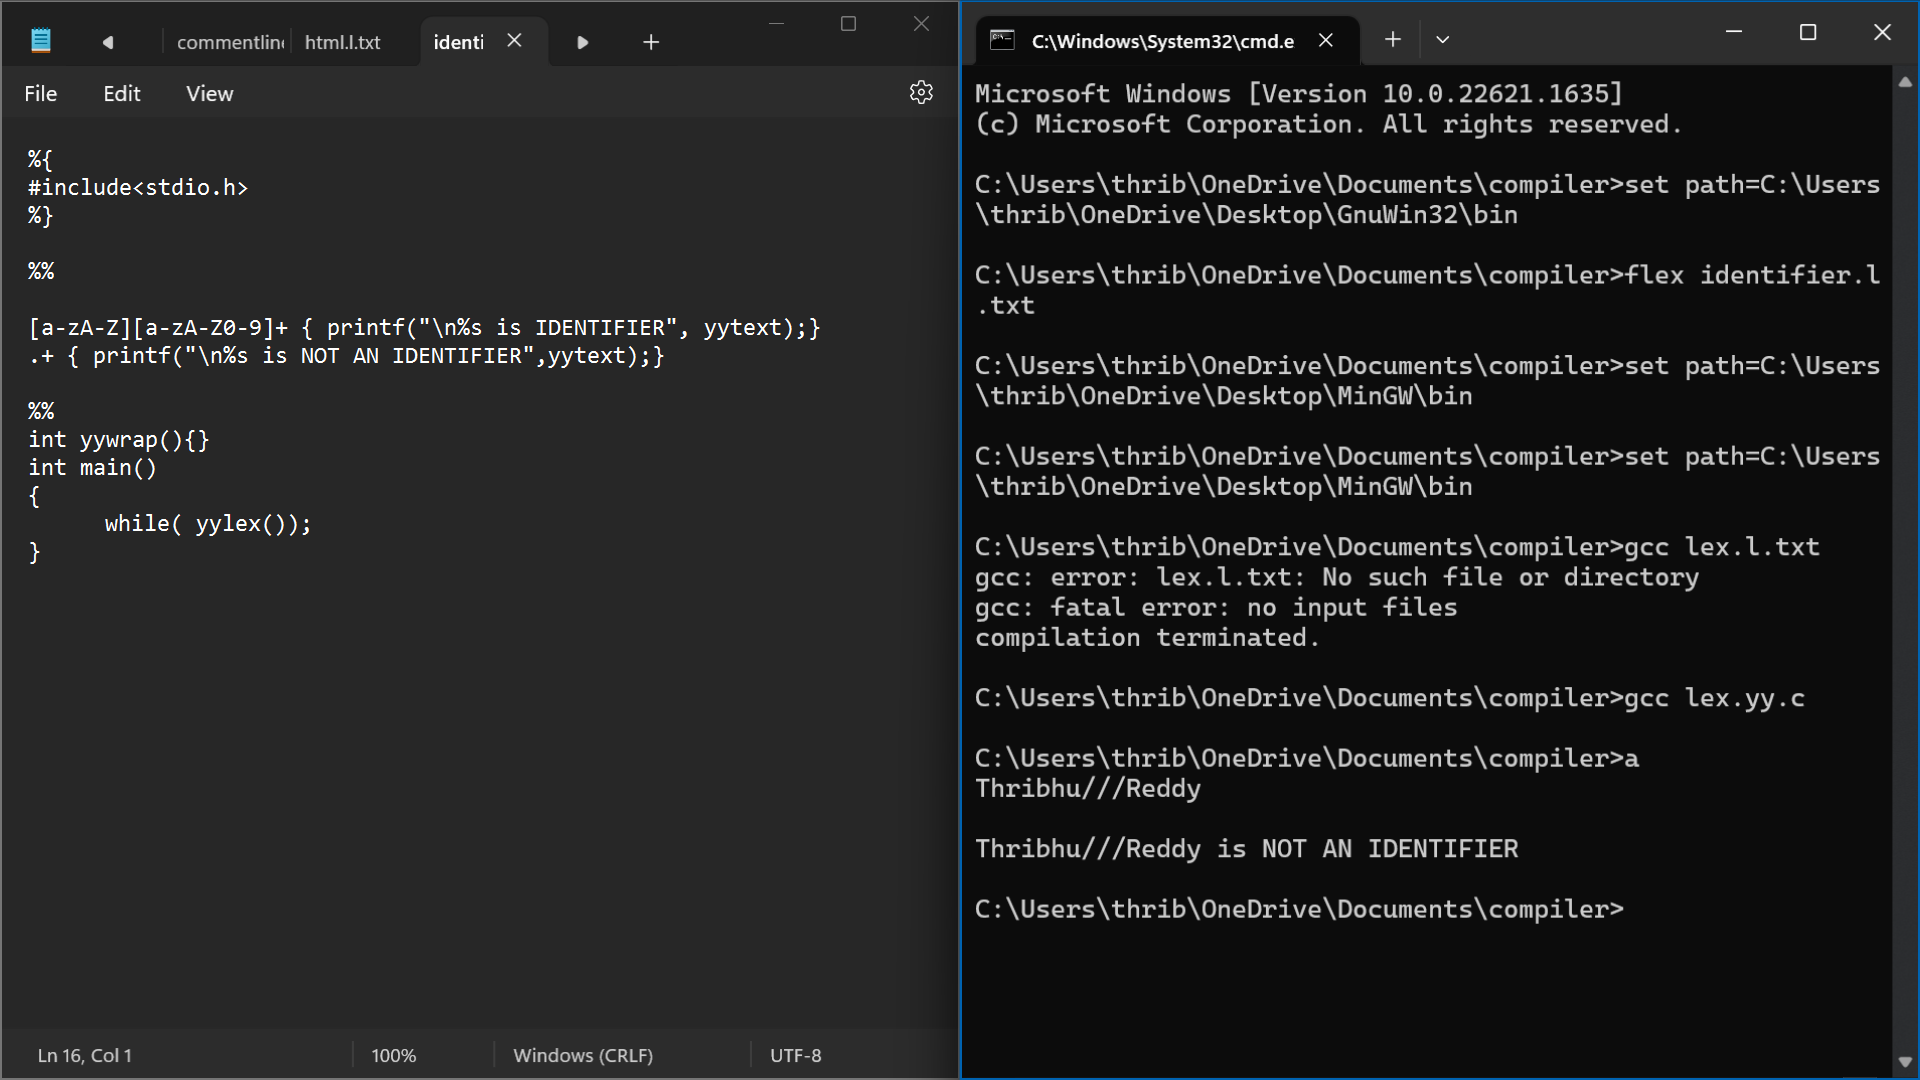 commentline html.l.txt identi
File Edit View
%{
#include<stdio.h>
%}
%%
[a-zA-Z][a-zA-Z0-9]+ { printf("\n%s is IDENTIFIER", yytext);}
.+ { printf("\n%s is NOT AN IDENTIFIER",yytext);}
%%
int yywrap(){}
int main()
{
while( yylex());
}
Ln 16, Col 1 100% Windows (CRLF) UTF-8
C:\Windows\System32\cmd.e
Microsoft Windows [Version 10.0.22621.1635]
(c) Microsoft Corporation. All rights reserved.
C:\Users\thrib\OneDrive\Documents\compiler>set path=C:\Users
\thrib\OneDrive\Desktop\GnuWin32\bin
C:\Users\thrib\OneDrive\Documents\compiler>flex identifier.l
.txt
C:\Users\thrib\OneDrive\Documents\compiler>set path=C:\Users
\thrib\OneDrive\Desktop\MinGW\bin
C:\Users\thrib\OneDrive\Documents\compiler>set path=C:\Users
\thrib\OneDrive\Desktop\MinGW\bin
C:\Users\thrib\OneDrive\Documents\compiler>gcc lex.l.txt
gcc: error: lex.l.txt: No such file or directory
gcc: fatal error: no input files
compilation terminated.
C:\Users\thrib\OneDrive\Documents\compiler>gcc lex.yy.c
C:\Users\thrib\OneDrive\Documents\compiler>a
Thribhu///Reddy
Thribhu///Reddy is NOT AN IDENTIFIER
C:\Users\thrib\OneDrive\Documents\compiler>